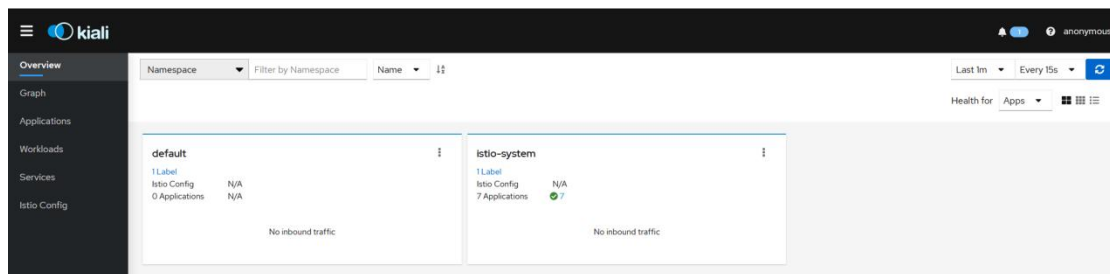 kiali
1
anonymous
Overview
Graph
Applications
Workloads
Services
Istio Config
Namespace
Filter by Namespace
Name
Last 1m
Every 15s
Health for
Apps
default
1 Label
Istio Config N/A
0 Applications N/A
No inbound traffic
istio-system
1 Label
Istio Config N/A
7 Applications 7
No inbound traffic